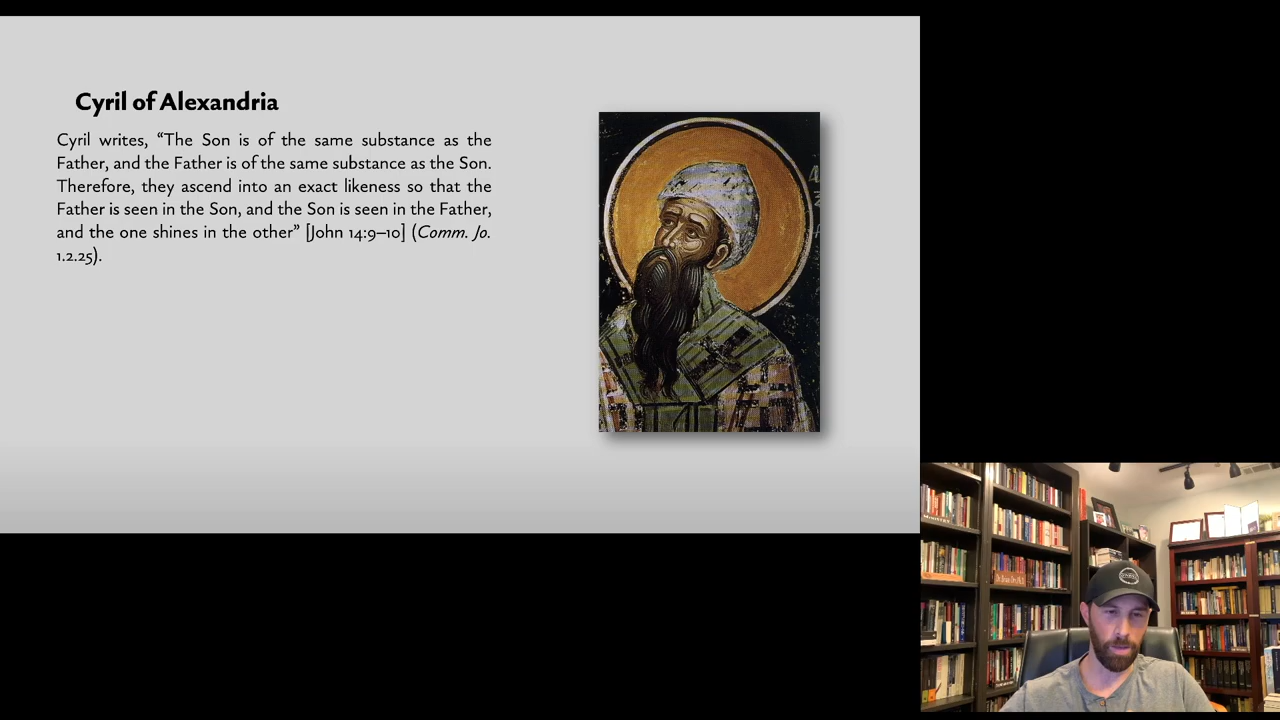 Cyril of Alexandria
Cyril writes, “The Son is of the same substance as the
Father, and the Father is of the same substance as the Son.
Therefore, they ascend into an exact likeness so that the
Father is seen in the Son, and the Son is seen in the Father,
and the one shines in the other” [John 14:9–10] (Comm. Jo.
1.2.25).
MINISTRY